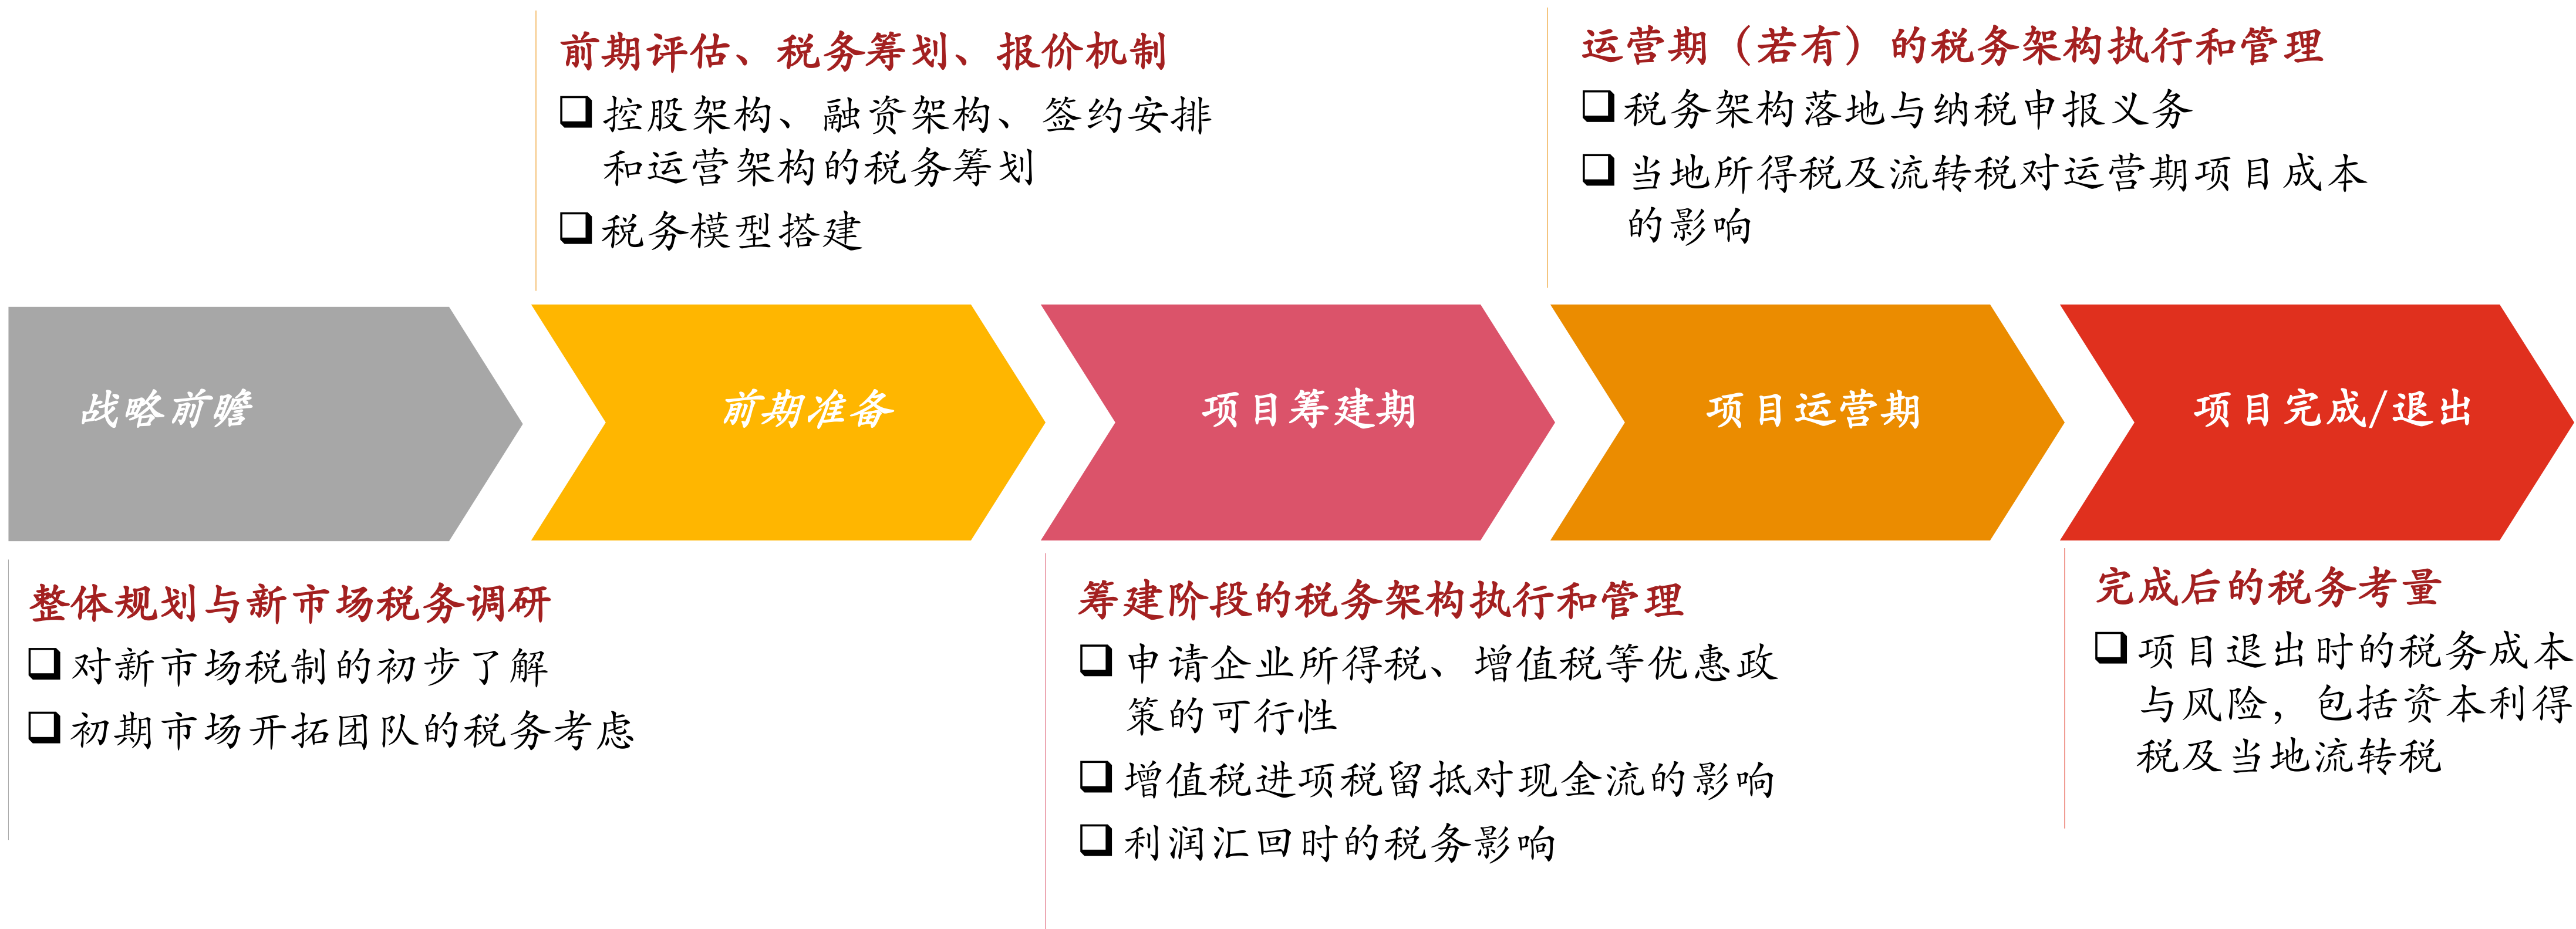 前期评估、税务筹划、报价机制
控股架构、融资架构、签约安排
和运营架构的税务筹划
税务模型搭建
运营期（若有）的税务架构执行和管理
税务架构落地与纳税申报义务
当地所得税及流转税对运营期项目成本
的影响
战略前瞻
前期准备
项目筹建期
项目运营期
项目完成/退出
整体规划与新市场税务调研
对新市场税制的初步了解
初期市场开拓团队的税务考虑
筹建阶段的税务架构执行和管理
申请企业所得税、增值税等优惠政
策的可行性
增值税进项税留抵对现金流的影响
利润汇回时的税务影响
完成后的税务考量
项目退出时的税务成本
与风险，包括资本利得
税及当地流转税